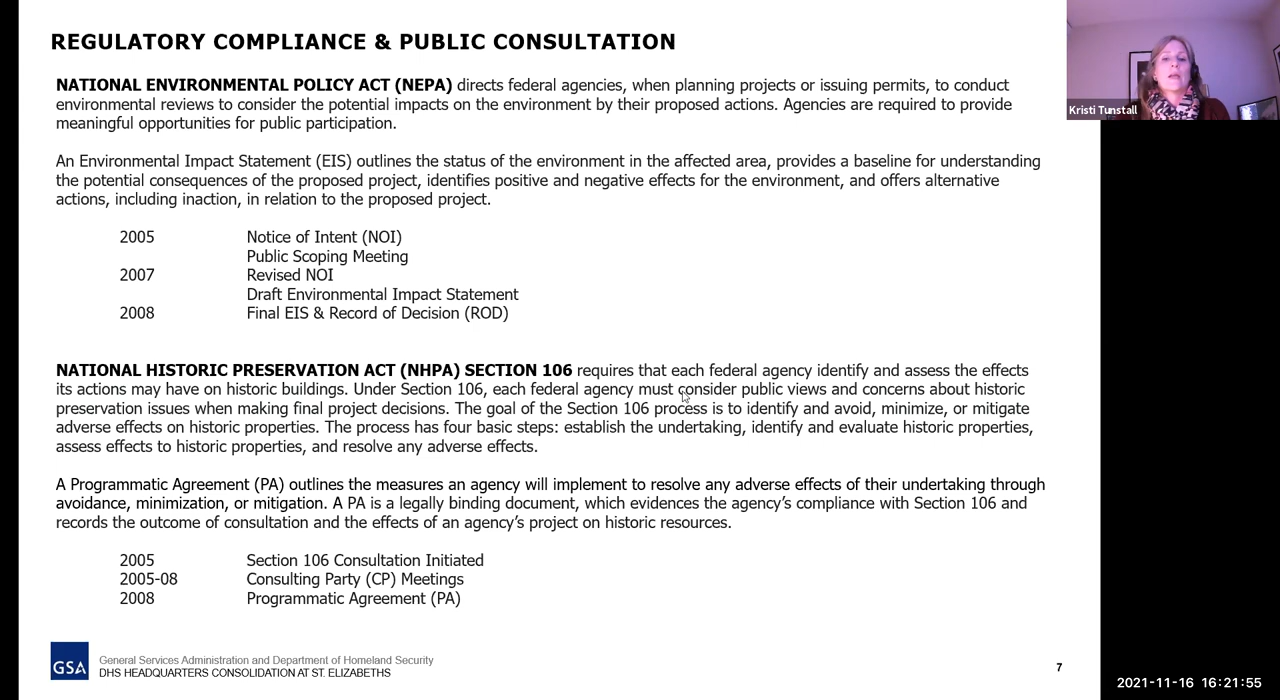 REGULATORY COMPLIANCE & PUBLIC CONSULTATION
NATIONAL ENVIRONMENTAL POLICY ACT (NEPA) directs federal agencies, when planning projects or issuing permits, to conduct
environmental reviews to consider the potential impacts on the environment by their proposed actions. Agencies are required to provide
meaningful opportunities for public participation.
An Environmental Impact Statement (EIS) outlines the status of the environment in the affected area, provides a baseline for understanding
the potential consequences of the proposed project, identifies positive and negative effects for the environment, and offers alternative
actions, including inaction, in relation to the proposed project.
2005 Notice of Intent (NOI)
Public Scoping Meeting
2007 Revised NOI
Draft Environmental Impact Statement
2008 Final EIS & Record of Decision (ROD)
NATIONAL HISTORIC PRESERVATION ACT (NHPA) SECTION 106 requires that each federal agency identify and assess the effects
its actions may have on historic buildings. Under Section 106, each federal agency must consider public views and concerns about historic
preservation issues when making final project decisions. The goal of the Section 106 process is to identify and avoid, minimize, or mitigate
adverse effects on historic properties. The process has four basic steps: establish the undertaking, identify and evaluate historic properties,
assess effects to historic properties, and resolve any adverse effects.
A Programmatic Agreement (PA) outlines the measures an agency will implement to resolve any adverse effects of their undertaking through
avoidance, minimization, or mitigation. A PA is a legally binding document, which evidences the agency’s compliance with Section 106 and
records the outcome of consultation and the effects of an agency’s project on historic resources.
2005 Section 106 Consultation Initiated
2005-08 Consulting Party (CP) Meetings
2008 Programmatic Agreement (PA)
GSA
General Services Administration and Department of Homeland Security
DHS HEADQUARTERS CONSOLIDATION AT ST. ELIZABETHS
7
Kristi Tunstall
2021-11-16 16:21:55